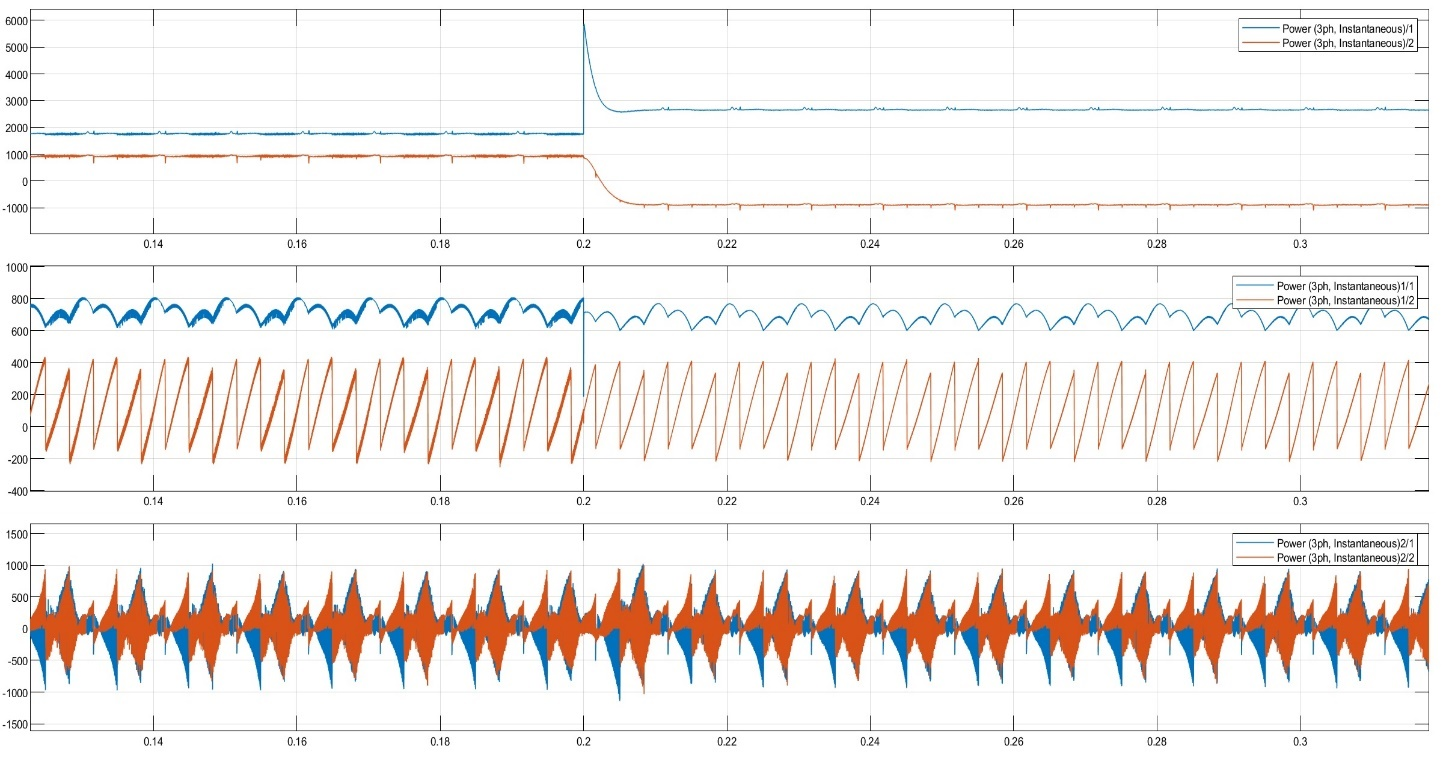 6000
5000
4000
3000
2000
1000
0
-1000
Power (3ph, Instantaneous)/1
Power (3ph, Instantaneous)/2
0.14 0.16 0.18 0.2 0.22 0.24 0.26 0.28 0.3
1000
800
600
400
200
0
-200
-400
Power (3ph, Instantaneous)1/1
Power (3ph, Instantaneous)1/2
0.14 0.16 0.18 0.2 0.22 0.24 0.26 0.28 0.3
1500
1000
500
0
-500
-1000
-1500
Power (3ph, Instantaneous)2/1
Power (3ph, Instantaneous)2/2
0.14 0.16 0.18 0.2 0.22 0.24 0.26 0.28 0.3